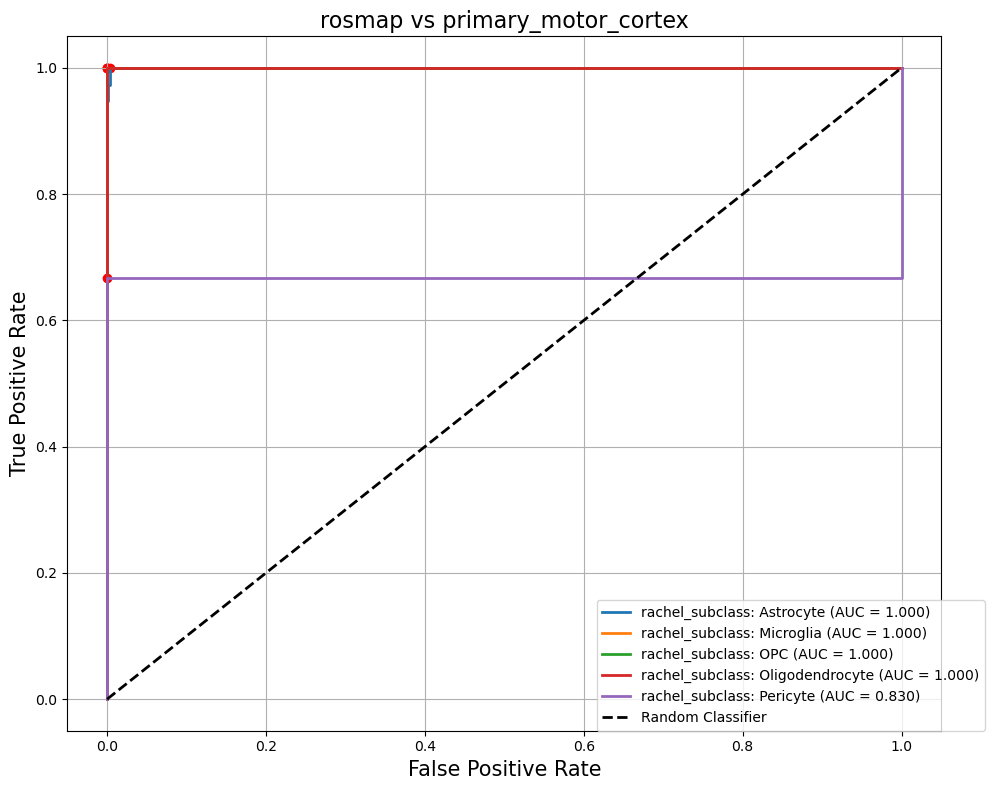 rosmap vs primary_motor_cortex
True Positive Rate
1.0
0.8
0.6
0.4
0.2
0.0
rachel_subclass: Astrocyte (AUC = 1.000)
rachel_subclass: Microglia (AUC = 1.000)
rachel_subclass: OPC (AUC = 1.000)
rachel_subclass: Oligodendrocyte (AUC = 1.000)
rachel_subclass: Pericyte (AUC = 0.830)
Random Classifier
0.0 0.2 0.4 0.6 0.8 1.0
False Positive Rate